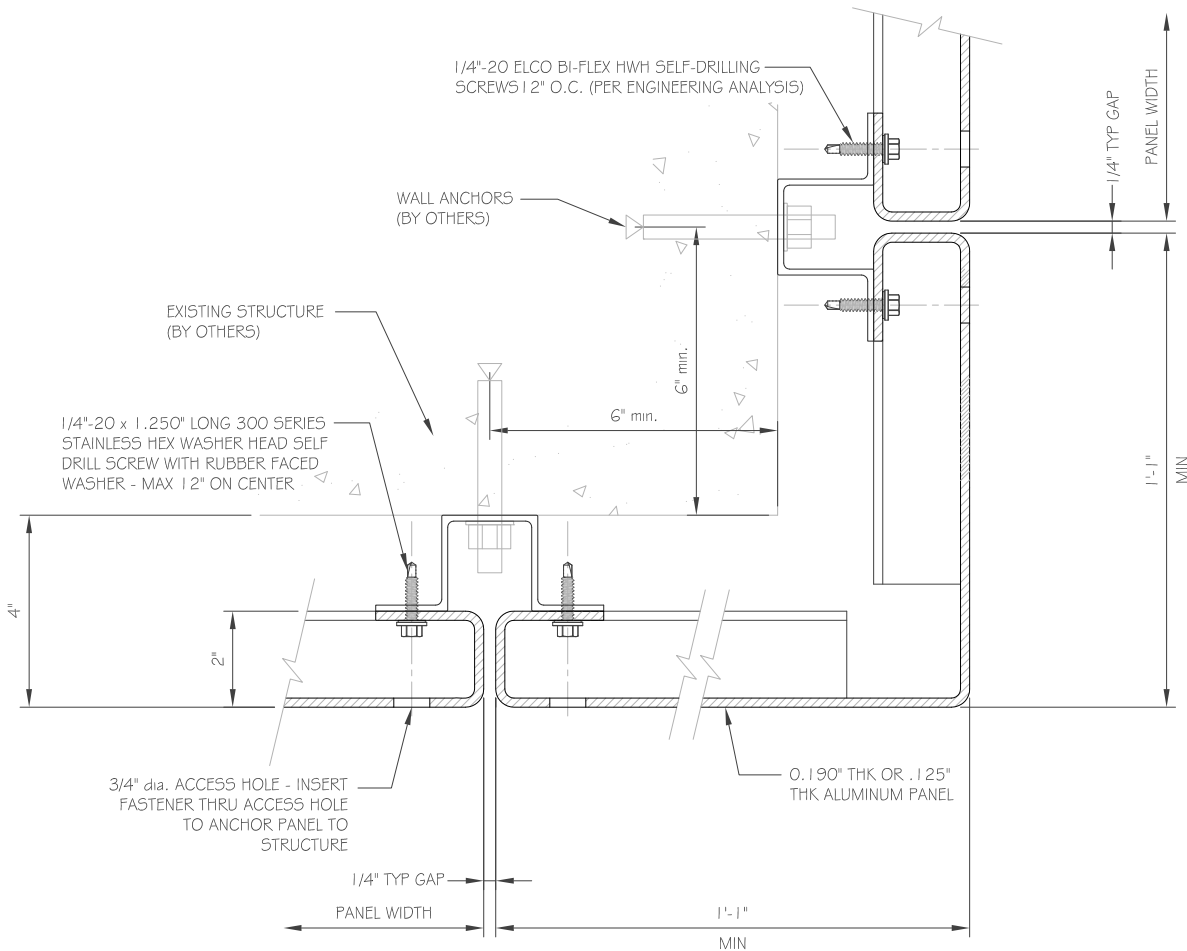 1/4"-20 ELCO BI-FLEX HWH SELF-DRILLING
SCREWS12" O.C. (PER ENGINEERING ANALYSIS)
PANEL WIDTH
1/4" TYP GAP
WALL ANCHORS
(BY OTHERS)
EXISTING STRUCTURE
(BY OTHERS)
6" min.
6" min.
1/4"-20 x 1.250" LONG 300 SERIES
STAINLESS HEX WASHER HEAD SELF
DRILL SCREW WITH RUBBER FACED
WASHER - MAX 12" ON CENTER
1'-1"
MIN
4"
2"
3/4" dia. ACCESS HOLE - INSERT
FASTENER THRU ACCESS HOLE
TO ANCHOR PANEL TO
STRUCTURE
0.190" THK OR .125"
THK ALUMINUM PANEL
1/4" TYP GAP
PANEL WIDTH
1'-1"
MIN